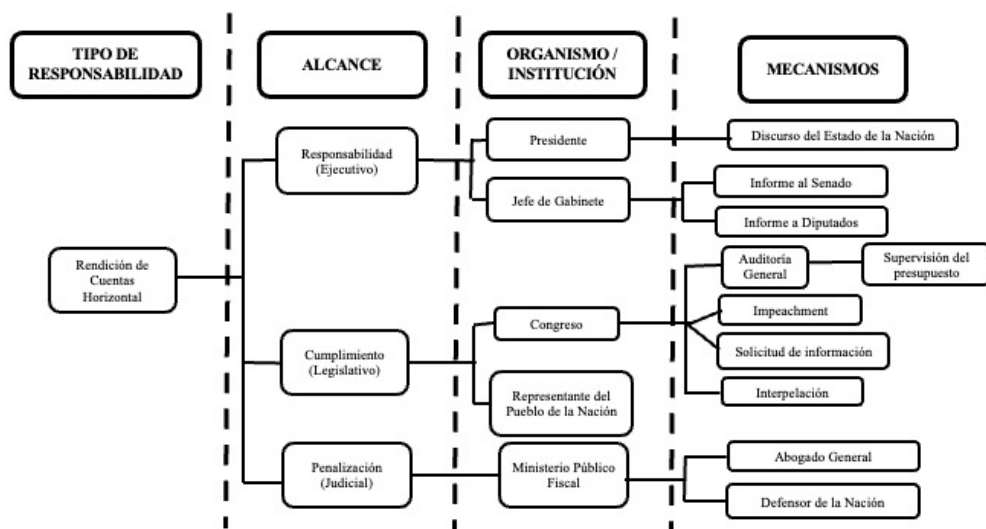 TIPO DE
RESPONSABILIDAD
ALCANCE
ORGANISMO /
INSTITUCIÓN
MECANISMOS
Rendición de
Cuentas
Horizontal
Responsabilidad
(Ejecutivo)
Presidente
Discurso del Estado de la Nación
Jefe de Gabinete
Informe al Senado
Informe a Diputados
Cumplimiento
(Legislativo)
Congreso
Auditoría
General
Supervisión del
presupuesto
Impeachment
Solicitud de información
Interpelación
Representante del
Pueblo de la Nación
Penalización
(Judicial)
Ministerio Público
Fiscal
Abogado General
Defensor de la Nación